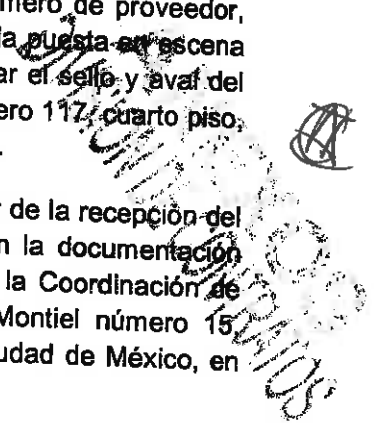 número de proveedor,
la puesta en escena
ar el sello y aval del
ero 117, cuarto piso,
r de la recepción del
n la documentación
la Coordinación de
Montiel número 15,
udad de México, en